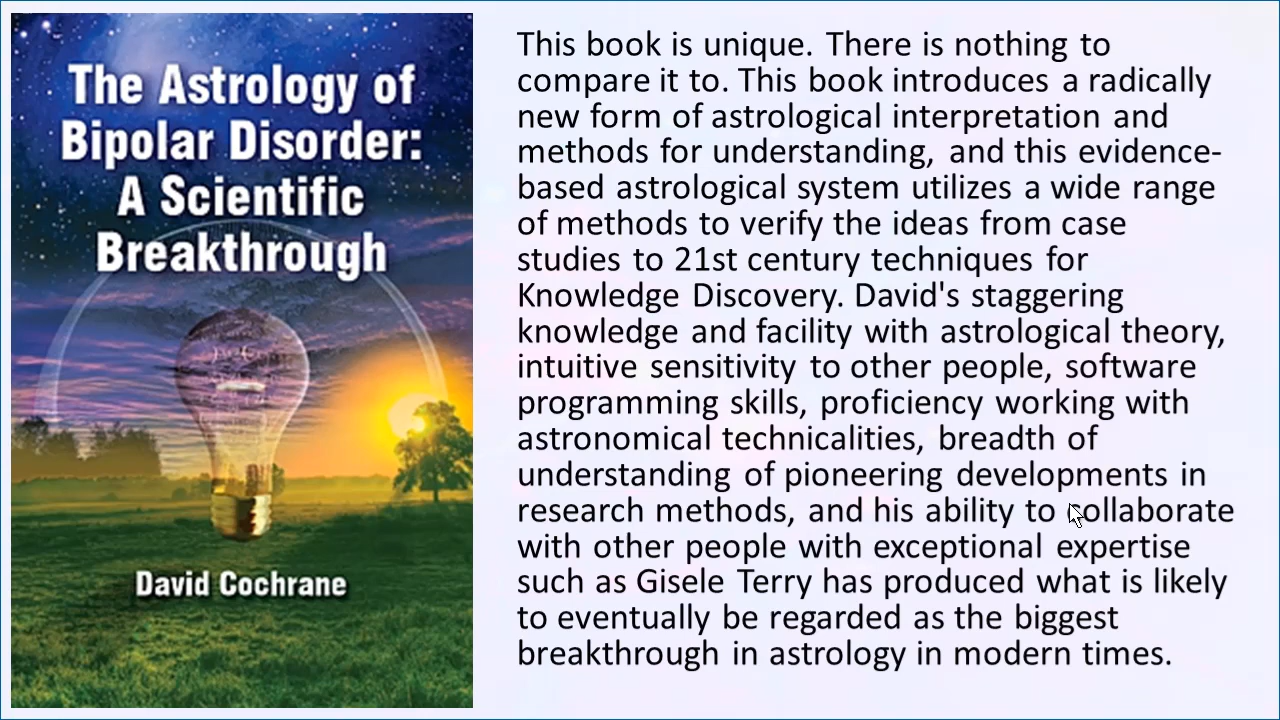 The Astrology of
Bipolar Disorder:
A Scientific
Breakthrough
David Cochrane
This book is unique. There is nothing to
compare it to. This book introduces a radically
new form of astrological interpretation and
methods for understanding, and this evidence-
based astrological system utilizes a wide range
of methods to verify the ideas from case
studies to 21st century techniques for
Knowledge Discovery. David's staggering
knowledge and facility with astrological theory,
intuitive sensitivity to other people, software
programming skills, proficiency working with
astronomical technicalities, breadth of
understanding of pioneering developments in
research methods, and his ability to collaborate
with other people with exceptional expertise
such as Gisele Terry has produced what is likely
to eventually be regarded as the biggest
breakthrough in astrology in modern times.